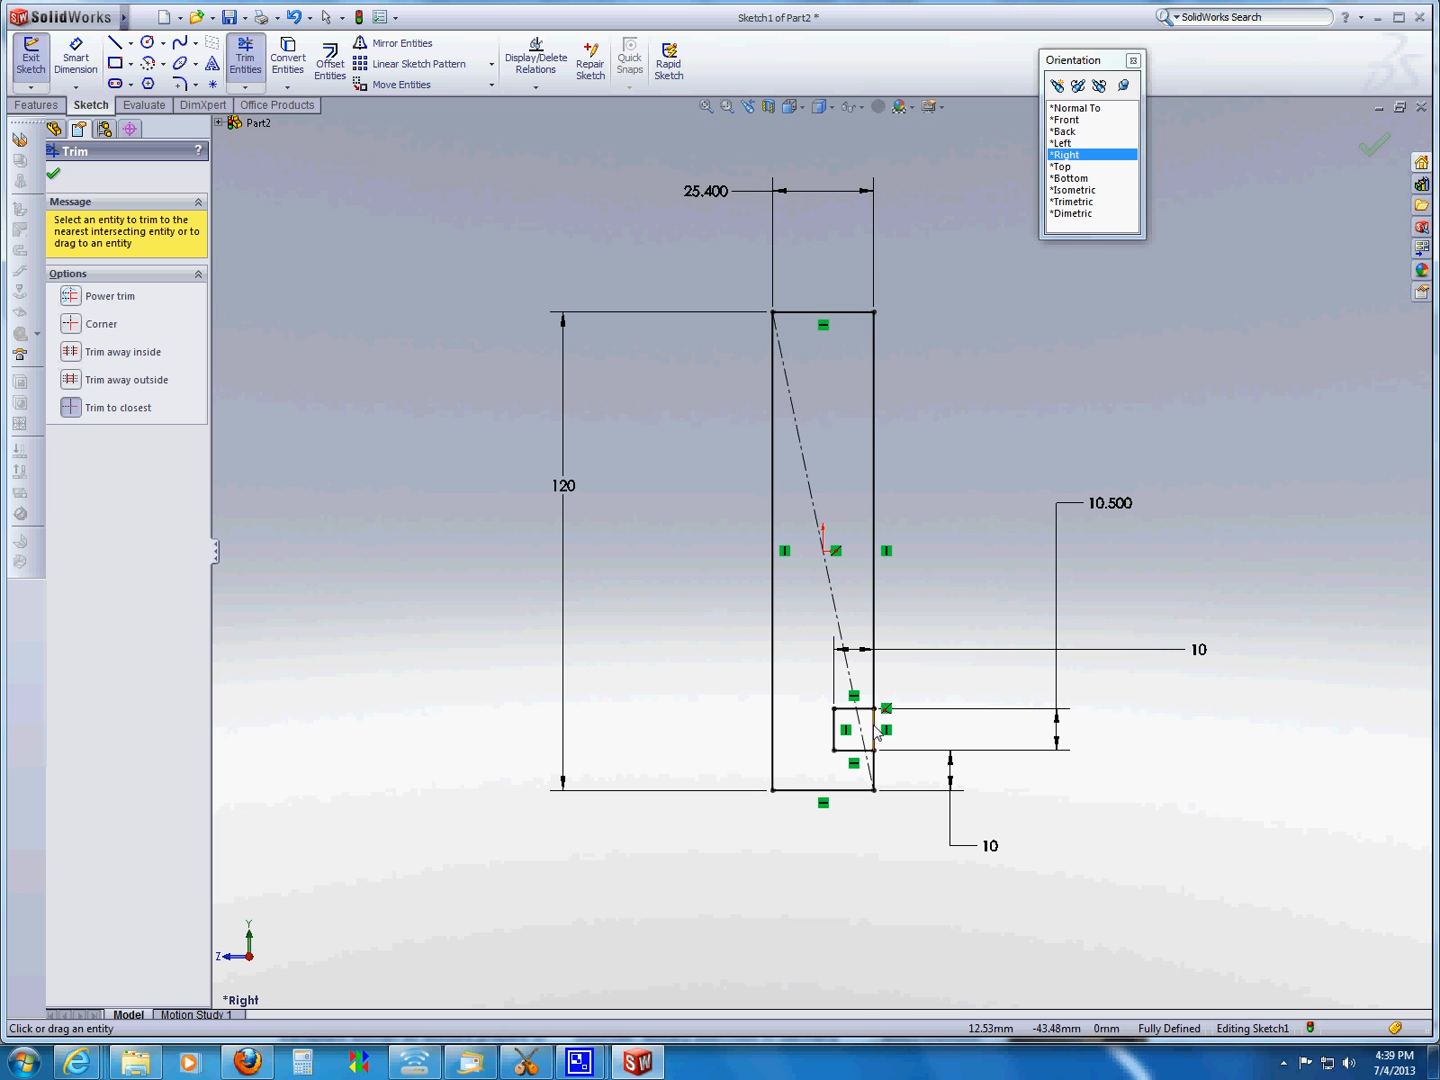 SolidWorks
Sketch1 of Part2 *
SolidWorks Search
?
Exit
Sketch
Smart
Dimension
Trim
Entities
Convert
Entities
Offset
Entities
Mirror Entities
Linear Sketch Pattern
Move Entities
Display/Delete
Relations
Repair
Sketch
Quick
Snaps
Rapid
Sketch
Features
Sketch
Evaluate
DimXpert
Office Products
Orientation
*Normal To
*Front
*Back
*Left
*Right
*Top
*Bottom
*Isometric
*Trimetric
*Dimetric
Part2
Trim
?
Message
Select an entity to trim to the
nearest intersecting entity or to
drag to an entity
Options
Power trim
Corner
Trim away inside
Trim away outside
Trim to closest
25.400
120
10.500
10
10
Y
Z
*Right
Model
Motion Study 1
Click or drag an entity
12.53mm
-43.48mm
0mm
Fully Defined
Editing Sketch1
4:39 PM
7/4/2013